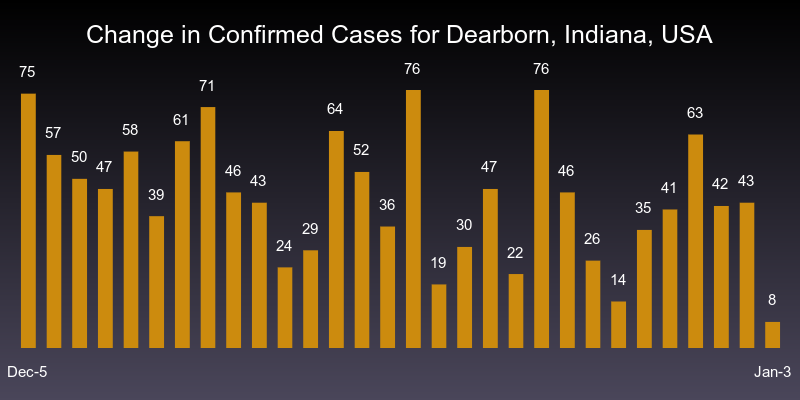 Change in Confirmed Cases for Dearborn, Indiana, USA
75 57 50 47 58 39 61 71 46 43 24 29 64 52 36 76 19 30 47 22 76 46 26 14 35 41 63 42 43 8
Dec-5 Jan-3